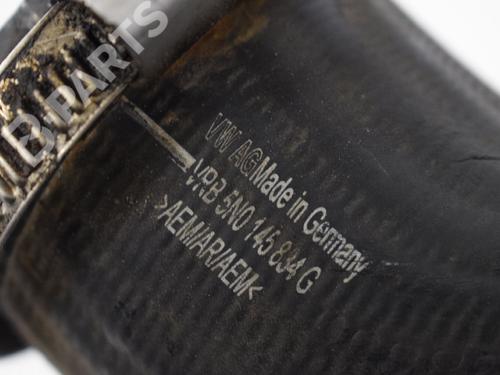 B PARTS
VW AG Made in Germany
VRB 5N0 145 834 G
>AEM/AR/AEM<